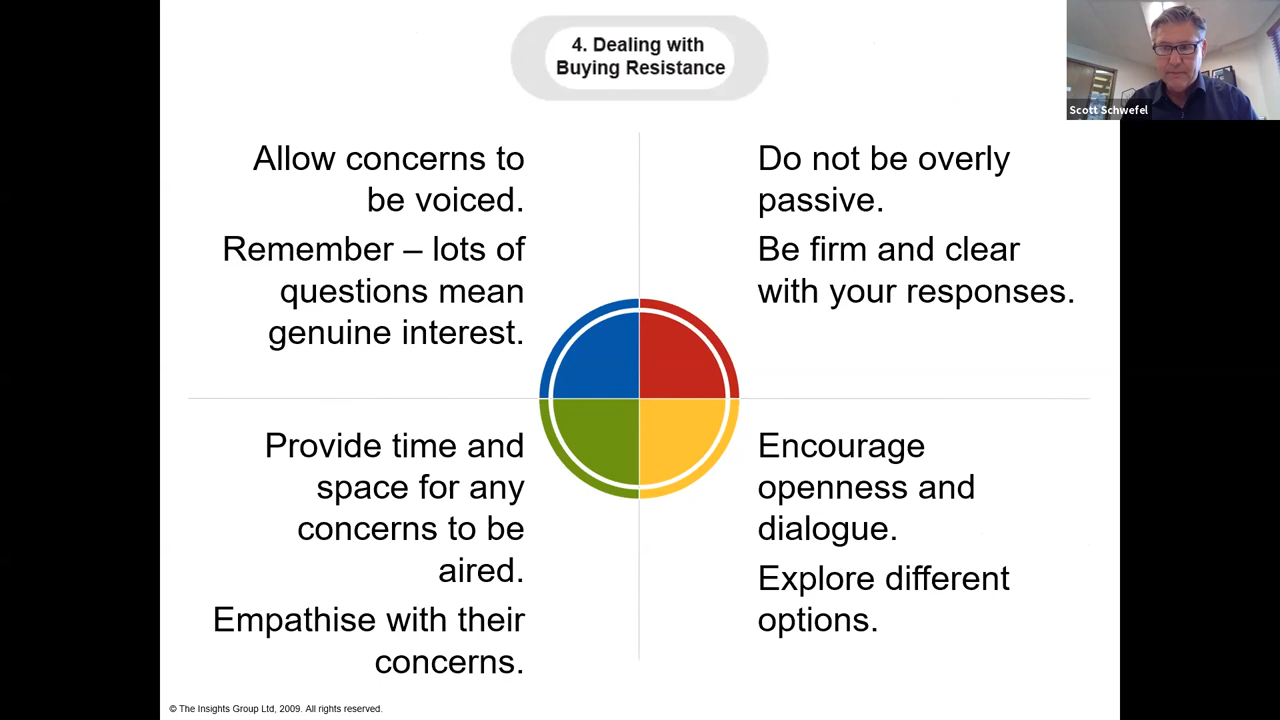 4. Dealing with
Buying Resistance
Scott Schwefel
Allow concerns to
be voiced.
Remember – lots of
questions mean
genuine interest.
Do not be overly
passive.
Be firm and clear
with your responses.
Provide time and
space for any
concerns to be
aired.
Empathise with their
concerns.
Encourage
openness and
dialogue.
Explore different
options.
© The Insights Group Ltd, 2009. All rights reserved.